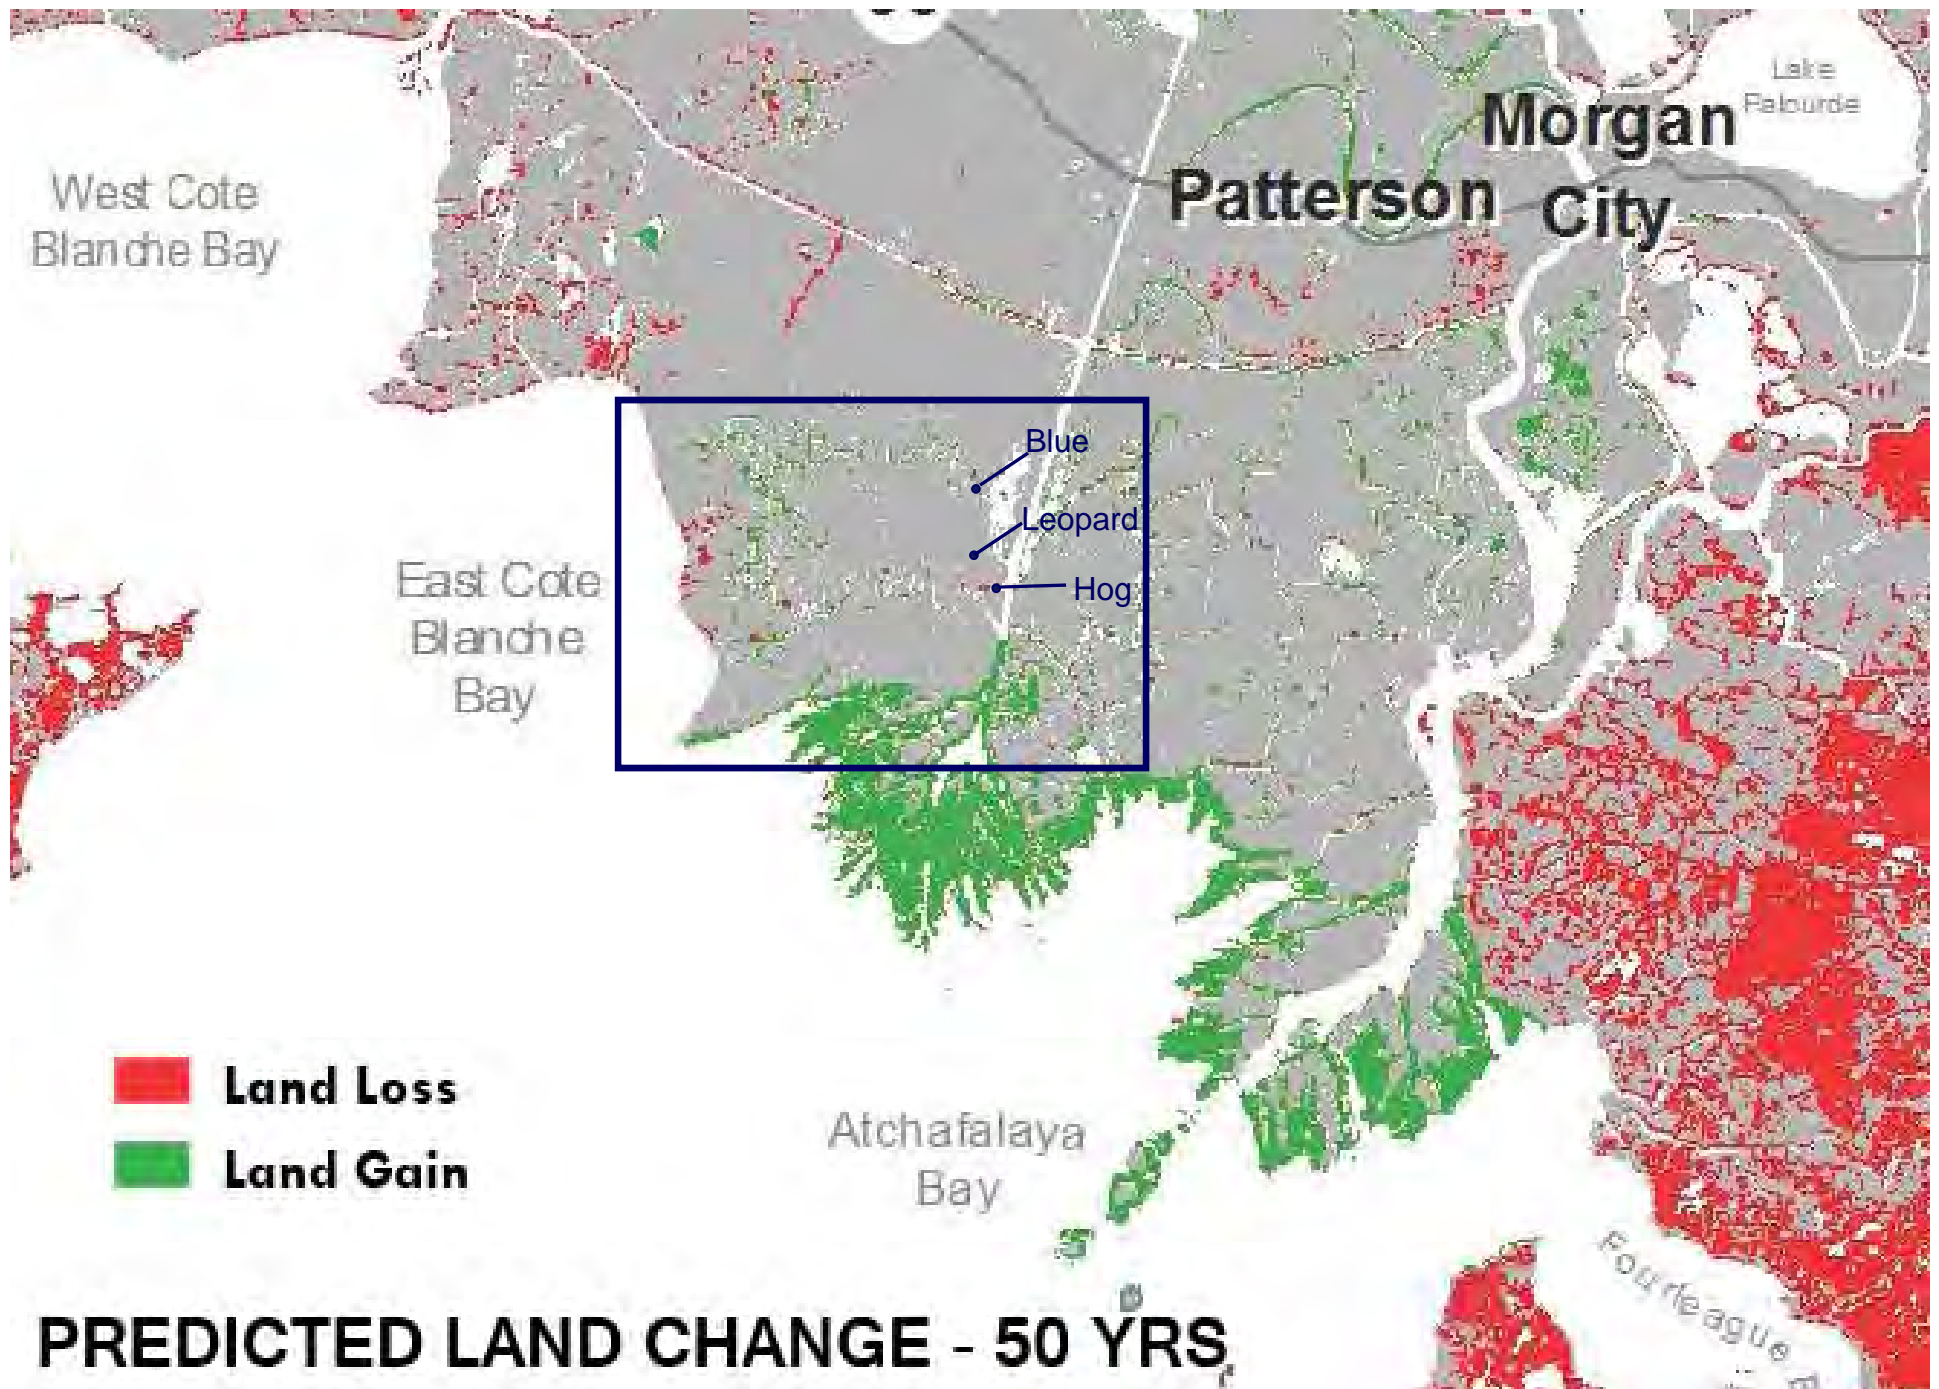 Lake
Palourde
Morgan
City
Patterson
West Cote
Blanche Bay
Blue
Leopard
Hog
East Cote
Blanche
Bay
Land Loss
Land Gain
Atchafalaya
Bay
Fourleague
PREDICTED LAND CHANGE - 50 YRS